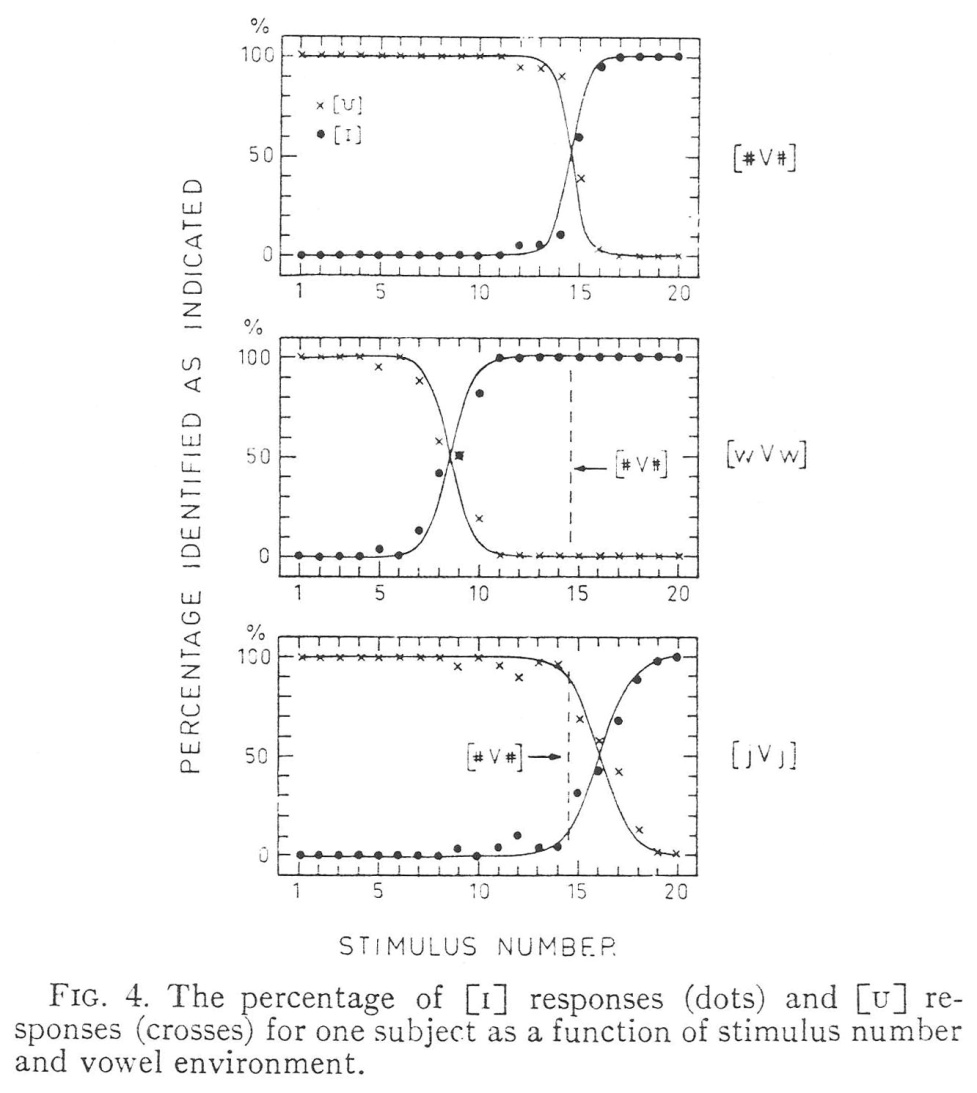 %
100
50
0
× [ʊ]
• [ɪ]
1 5 10 15 20
[#V#]
%
100
50
0
[#V#]
1 5 10 15 20
[wVw]
%
100
50
0
[#V#]
1 5 10 15 20
[jVj]
PERCENTAGE IDENTIFIED AS INDICATED
STIMULUS NUMBER
FIG. 4. The percentage of [ɪ] responses (dots) and [ʊ] re-
sponses (crosses) for one subject as a function of stimulus number
and vowel environment.